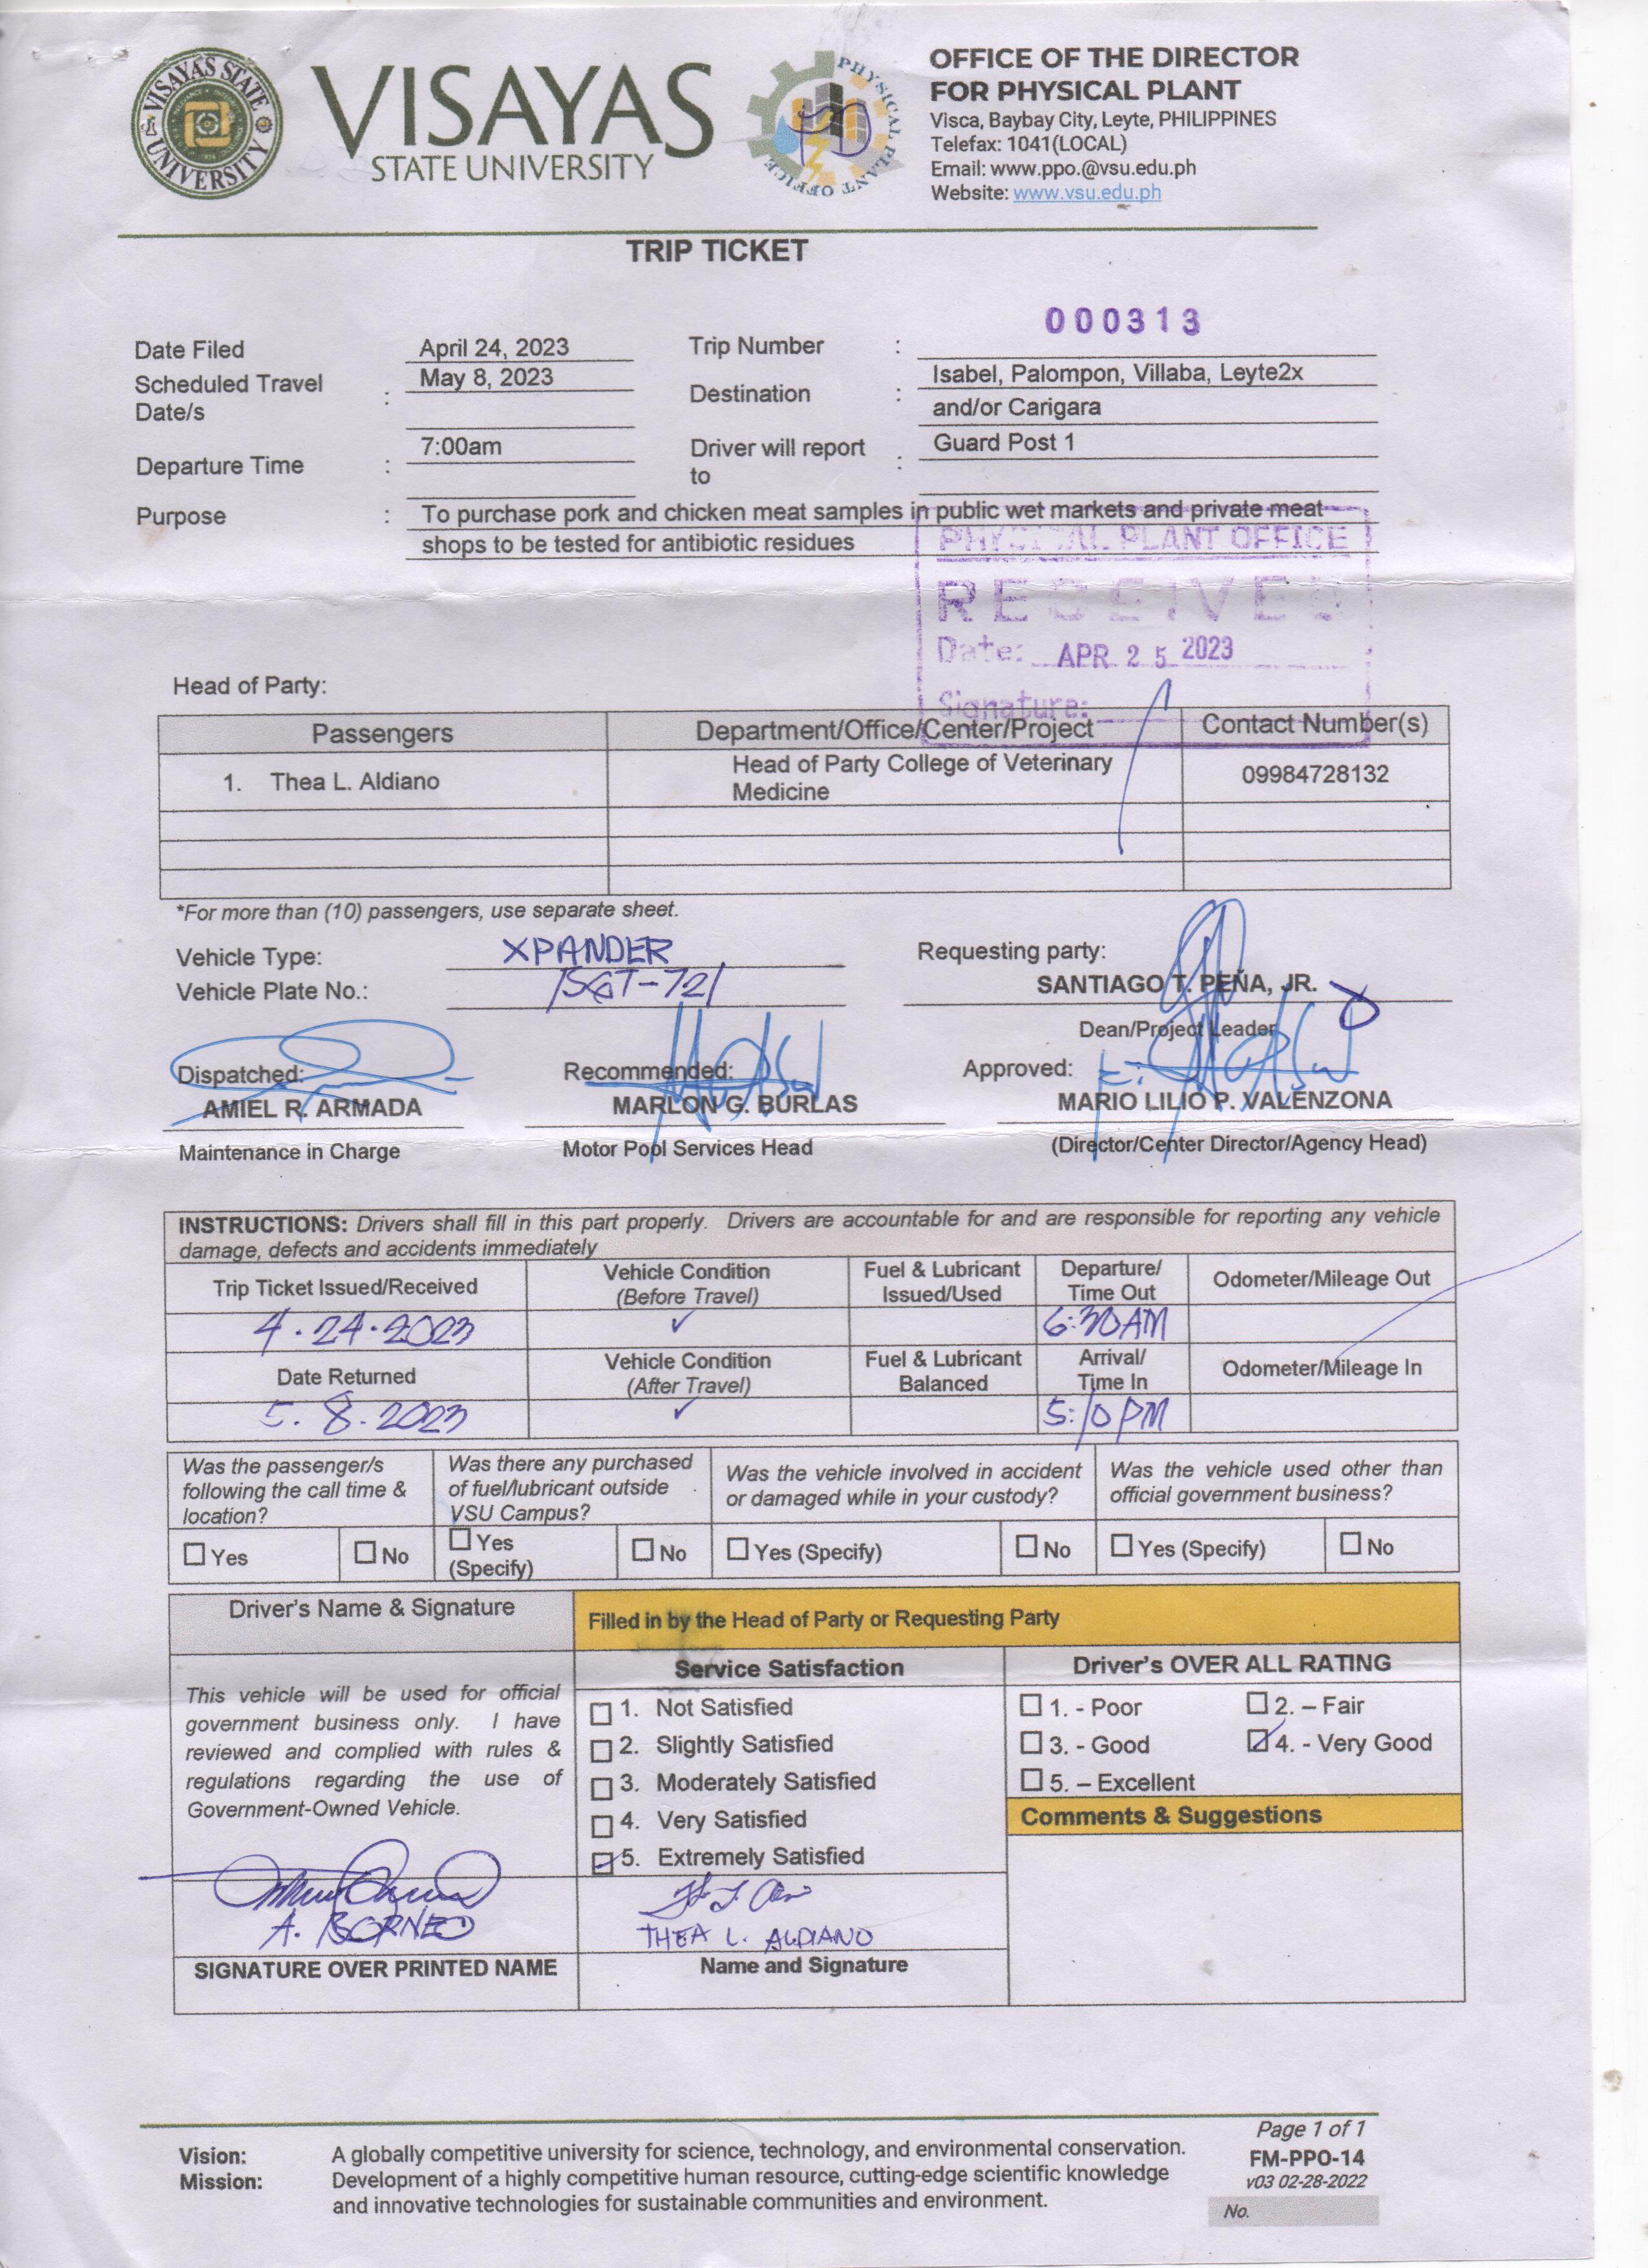 VISAYAS STATE UNIVERSITY
VISAYAS
STATE UNIVERSITY
PHYSICAL PLANT OFFICE
OFFICE OF THE DIRECTOR
FOR PHYSICAL PLANT
Visca, Baybay City, Leyte, PHILIPPINES
Telefax: 1041(LOCAL)
Email: www.ppo.@vsu.edu.ph
Website: www.vsu.edu.ph
TRIP TICKET
000313
Date Filed April 24, 2023 Trip Number :
Scheduled Travel Date/s : May 8, 2023 Destination : Isabel, Palompon, Villaba, Leyte2x
and/or Carigara
Departure Time : 7:00am Driver will report to : Guard Post 1
Purpose : To purchase pork and chicken meat samples in public wet markets and private meat
shops to be tested for antibiotic residues
PHYSICAL PLANT OFFICE
RECEIVED
Date: APR 25 2023
Signature:
Head of Party:
Passengers Department/Office/Center/Project Contact Number(s)
1. Thea L. Aldiano Head of Party College of Veterinary Medicine 09984728132
*For more than (10) passengers, use separate sheet.
Vehicle Type: XPANDER Requesting party:
Vehicle Plate No.: SGT-721 SANTIAGO T. PEÑA, JR.
Dean/Project Leader
Dispatched: Recommended: Approved:
AMIEL R. ARMADA MARLON G. BURLAS MARIO LILIO P. VALENZONA
Maintenance in Charge Motor Pool Services Head (Director/Center Director/Agency Head)
INSTRUCTIONS: Drivers shall fill in this part properly. Drivers are accountable for and are responsible for reporting any vehicle
damage, defects and accidents immediately
Trip Ticket Issued/Received Vehicle Condition (Before Travel) Fuel & Lubricant Issued/Used Departure/ Time Out Odometer/Mileage Out
4.24.2023 ✓ 6:30AM
Date Returned Vehicle Condition (After Travel) Fuel & Lubricant Balanced Arrival/ Time In Odometer/Mileage In
5.8.2023 ✓ 5:10PM
Was the passenger/s following the call time & location? Was there any purchased of fuel/lubricant outside VSU Campus? Was the vehicle involved in accident or damaged while in your custody? Was the vehicle used other than official government business?
☐ Yes ☐ No ☐ Yes (Specify) ☐ No ☐ Yes (Specify) ☐ No ☐ Yes (Specify) ☐ No
Driver's Name & Signature Filled in by the Head of Party or Requesting Party
Service Satisfaction Driver's OVER ALL RATING
This vehicle will be used for official
government business only. I have
reviewed and complied with rules &
regulations regarding the use of
Government-Owned Vehicle.
☐ 1. Not Satisfied
☐ 2. Slightly Satisfied
☐ 3. Moderately Satisfied
☐ 4. Very Satisfied
☑ 5. Extremely Satisfied
☐ 1. - Poor ☐ 2. – Fair
☐ 3. - Good ☑ 4. - Very Good
☐ 5. – Excellent
Comments & Suggestions
A. BORNEO THEA L. ALDIANO
SIGNATURE OVER PRINTED NAME Name and Signature
Page 1 of 1
Vision: A globally competitive university for science, technology, and environmental conservation.
Mission: Development of a highly competitive human resource, cutting-edge scientific knowledge
and innovative technologies for sustainable communities and environment.
FM-PPO-14
v03 02-28-2022
No.